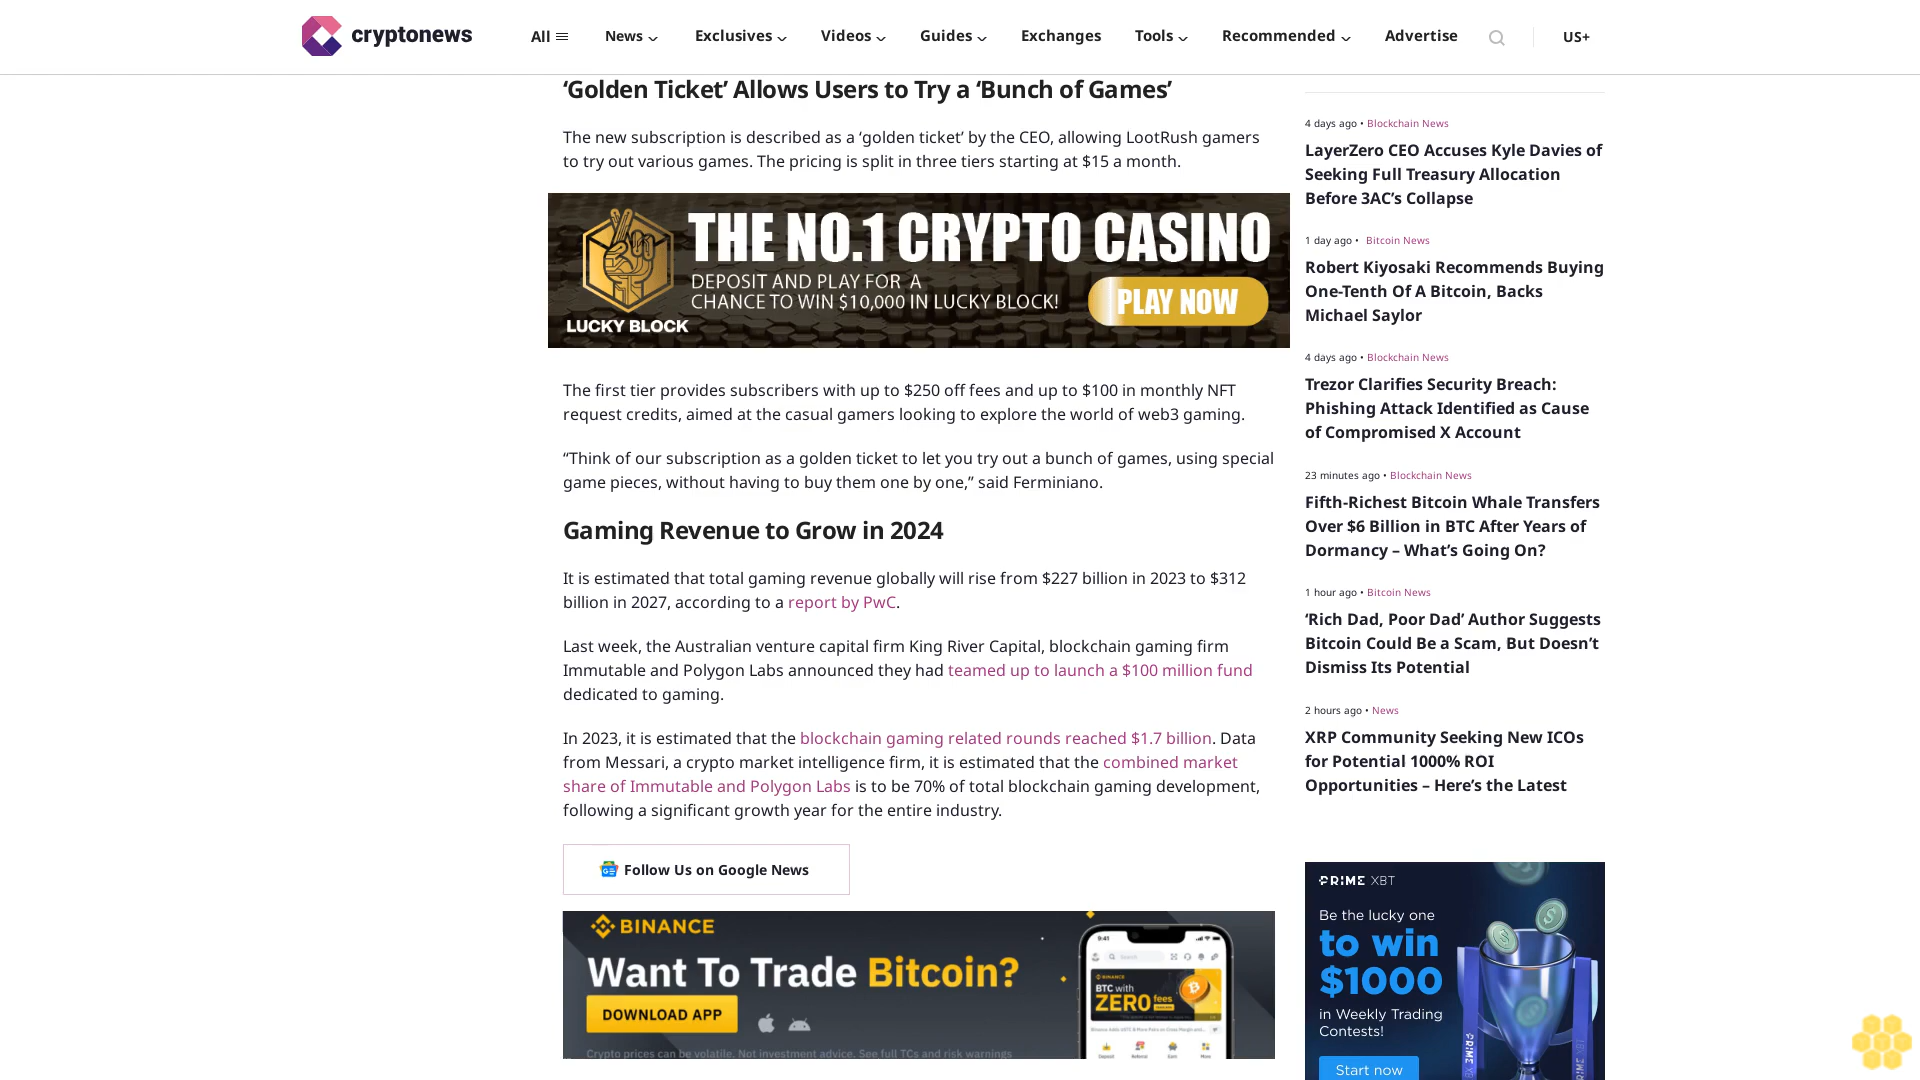 cryptonews
All
News
Exclusives
Videos
Guides
Exchanges
Tools
Recommended
Advertise
US+
‘Golden Ticket’ Allows Users to Try a ‘Bunch of Games’
The new subscription is described as a ‘golden ticket’ by the CEO, allowing LootRush gamers
to try out various games. The pricing is split in three tiers starting at $15 a month.
THE NO.1 CRYPTO CASINO
DEPOSIT AND PLAY FOR A
CHANCE TO WIN $10,000 IN LUCKY BLOCK!
PLAY NOW
LUCKY BLOCK
The first tier provides subscribers with up to $250 off fees and up to $100 in monthly NFT
request credits, aimed at the casual gamers looking to explore the world of web3 gaming.
“Think of our subscription as a golden ticket to let you try out a bunch of games, using special
game pieces, without having to buy them one by one,” said Ferminiano.
Gaming Revenue to Grow in 2024
It is estimated that total gaming revenue globally will rise from $227 billion in 2023 to $312
billion in 2027, according to a report by PwC.
Last week, the Australian venture capital firm King River Capital, blockchain gaming firm
Immutable and Polygon Labs announced they had teamed up to launch a $100 million fund
dedicated to gaming.
In 2023, it is estimated that the blockchain gaming related rounds reached $1.7 billion. Data
from Messari, a crypto market intelligence firm, it is estimated that the combined market
share of Immutable and Polygon Labs is to be 70% of total blockchain gaming development,
following a significant growth year for the entire industry.
Follow Us on Google News
BINANCE
Want To Trade Bitcoin?
DOWNLOAD APP
Crypto prices can be volatile. Not investment advice. See full TCs and risk warnings
9:41
Search
BINANCE
BTC with
ZERO fees
Deposit
Referral
Earn
More
4 days ago • Blockchain News
LayerZero CEO Accuses Kyle Davies of
Seeking Full Treasury Allocation
Before 3AC’s Collapse
1 day ago • Bitcoin News
Robert Kiyosaki Recommends Buying
One-Tenth Of A Bitcoin, Backs
Michael Saylor
4 days ago • Blockchain News
Trezor Clarifies Security Breach:
Phishing Attack Identified as Cause
of Compromised X Account
23 minutes ago • Blockchain News
Fifth-Richest Bitcoin Whale Transfers
Over $6 Billion in BTC After Years of
Dormancy – What’s Going On?
1 hour ago • Bitcoin News
‘Rich Dad, Poor Dad’ Author Suggests
Bitcoin Could Be a Scam, But Doesn’t
Dismiss Its Potential
2 hours ago • News
XRP Community Seeking New ICOs
for Potential 1000% ROI
Opportunities – Here’s the Latest
PRIME XBT
Be the lucky one
to win
$1000
in Weekly Trading
Contests!
Start now
PRIME XBT
PRIME XBT